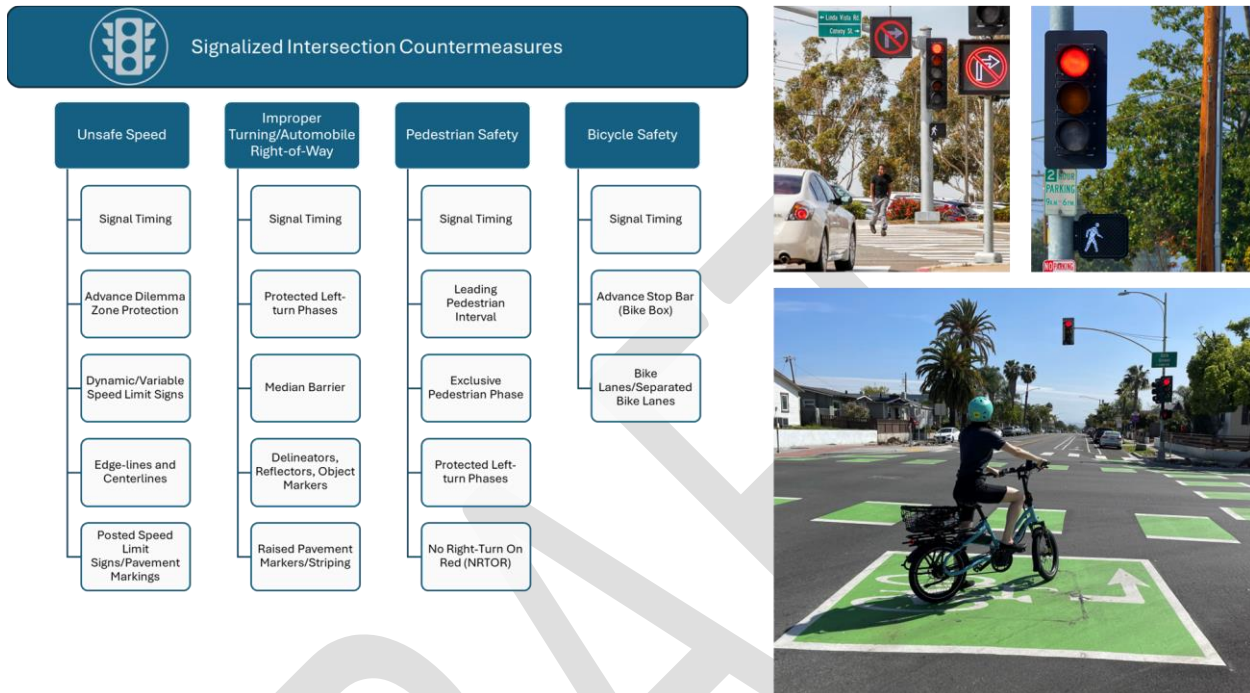 Signalized Intersection Countermeasures
Unsafe Speed
Signal Timing
Advance Dilemma
Zone Protection
Dynamic/Variable
Speed Limit Signs
Edge-lines and
Centerlines
Posted Speed
Limit
Signs/Pavement
Markings
Improper
Turning/Automobile
Right-of-Way
Signal Timing
Protected Left-
turn Phases
Median Barrier
Delineators,
Reflectors, Object
Markers
Raised Pavement
Markers/Striping
Pedestrian Safety
Signal Timing
Leading
Pedestrian
Interval
Exclusive
Pedestrian Phase
Protected Left-
turn Phases
No Right-Turn On
Red (NRTOR)
Bicycle Safety
Signal Timing
Advance Stop Bar
(Bike Box)
Bike
Lanes/Separated
Bike Lanes
Linda Vista Rd
Comstock St
2 HOUR
PARKING
9AM-6PM
NO PARKING